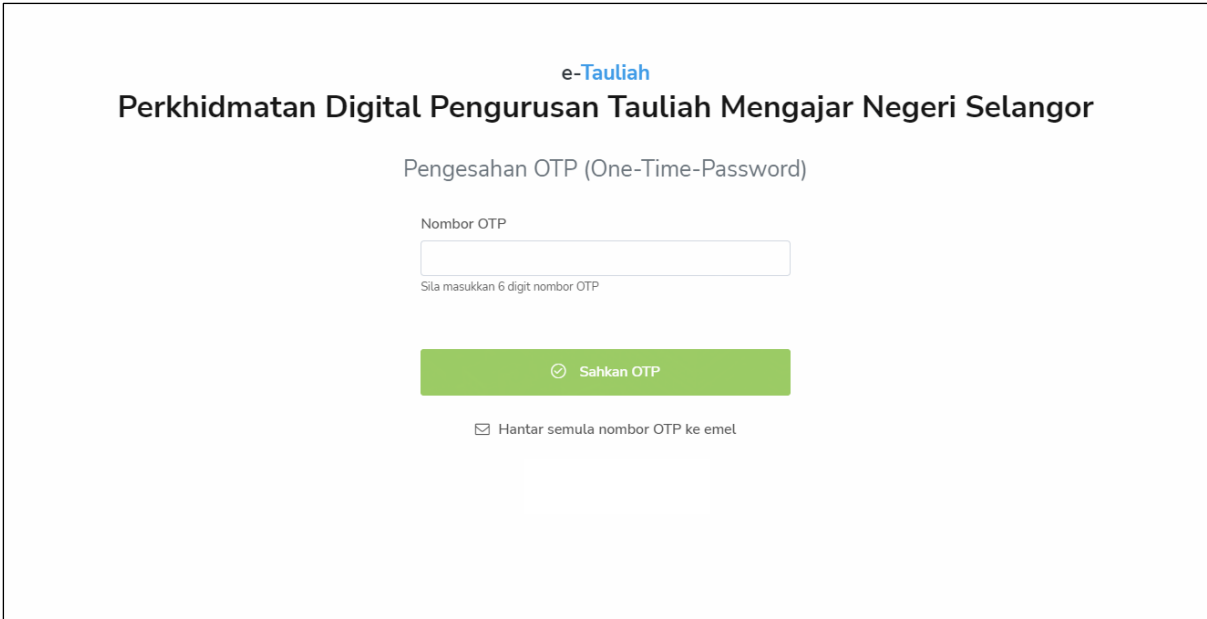 e-Tauliah
Perkhidmatan Digital Pengurusan Tauliah Mengajar Negeri Selangor
Pengesahan OTP (One-Time-Password)
Nombor OTP
Sila masukkan 6 digit nombor OTP
Sahkan OTP
Hantar semula nombor OTP ke emel